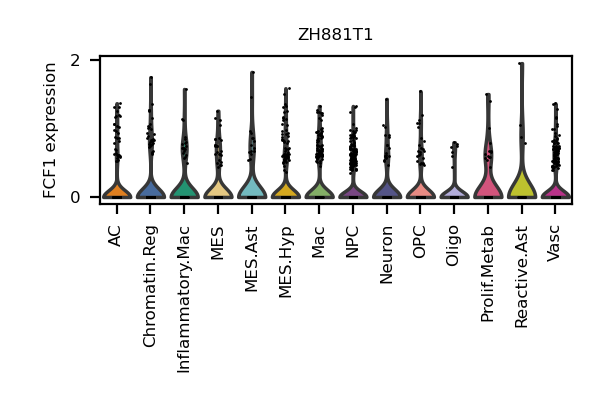 ZH881T1
FCF1 expression
2
0
AC
Chromatin.Reg
Inflammatory.Mac
MES
MES.Ast
MES.Hyp
Mac
NPC
Neuron
OPC
Oligo
Prolif.Metab
Reactive.Ast
Vasc